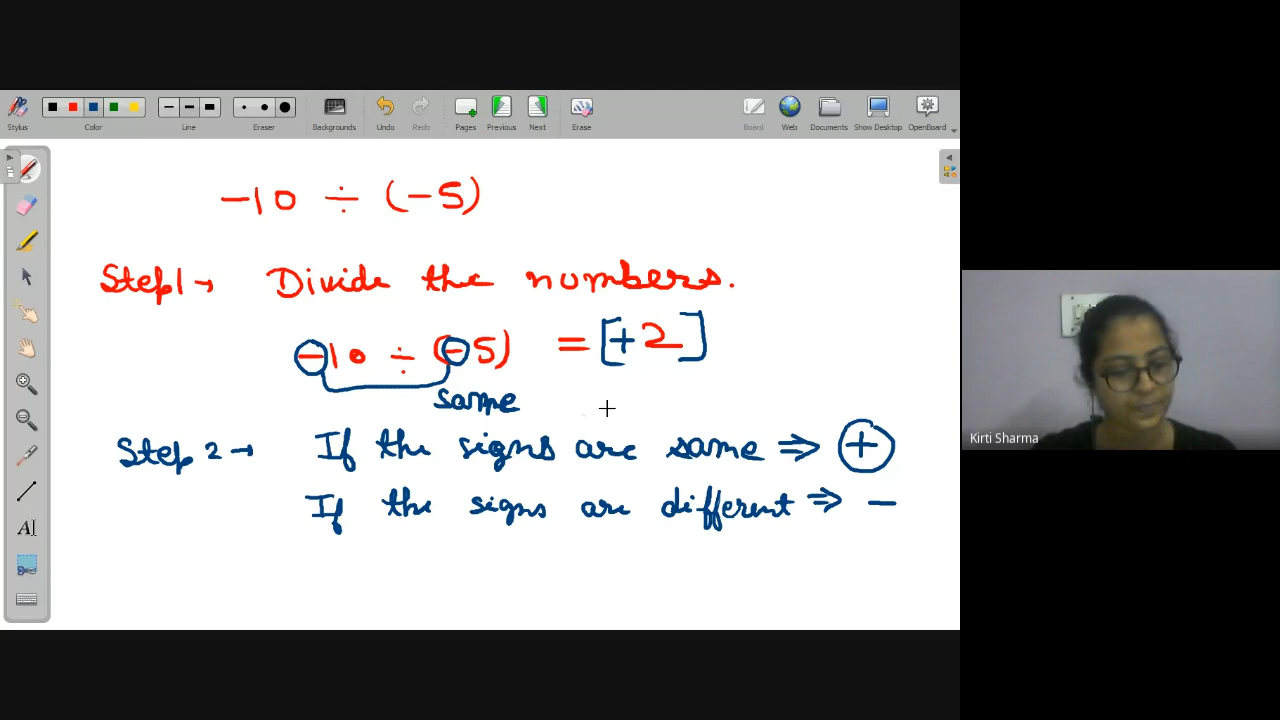 Stylus Color Line Eraser Backgrounds Undo Redo Pages Previous Next Erase Board Web Documents Show Desktop OpenBoard
-10 ÷ (-5)
Step1→ Divide the numbers.
-10 ÷ (-5) = [+2]
same
Step 2→ If the signs are same ⇒ +
If the signs are different ⇒ -
Kirti Sharma